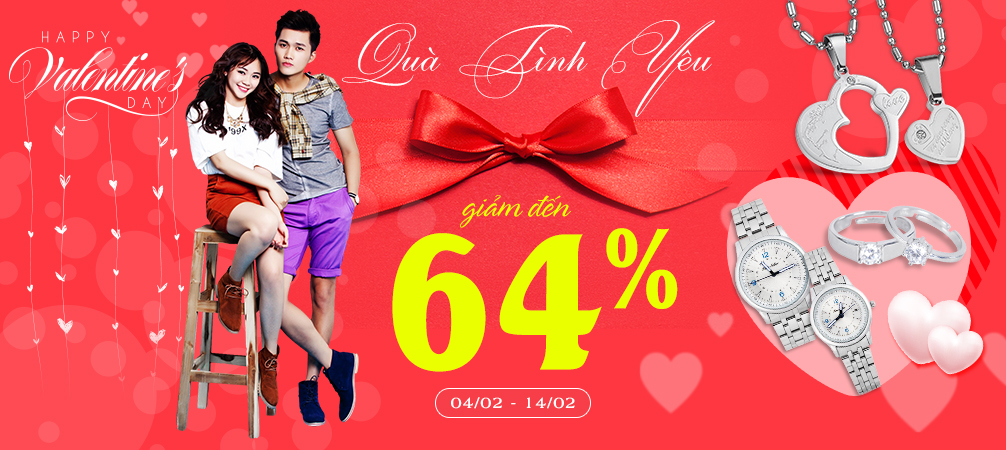 HAPPY
Valentine's
DAY
Quà Tình Yêu
giảm đến
64%
04/02 - 14/02